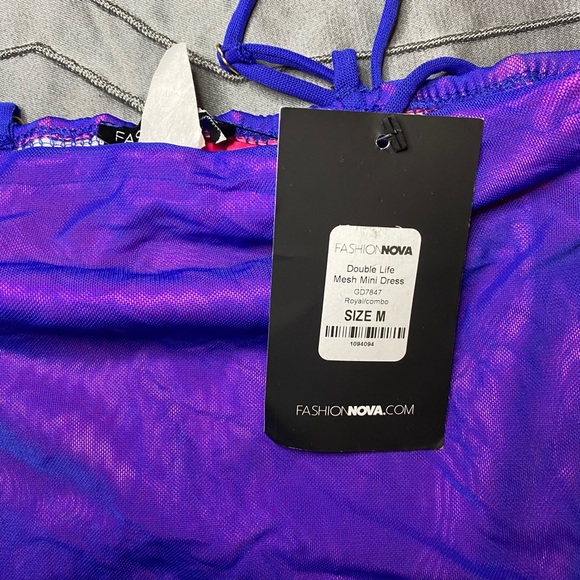 FASHIONNOVA
Double Life
Mesh Mini Dress
GD7847
Royal/combo
SIZE M
1094094
FASHIONNOVA.COM